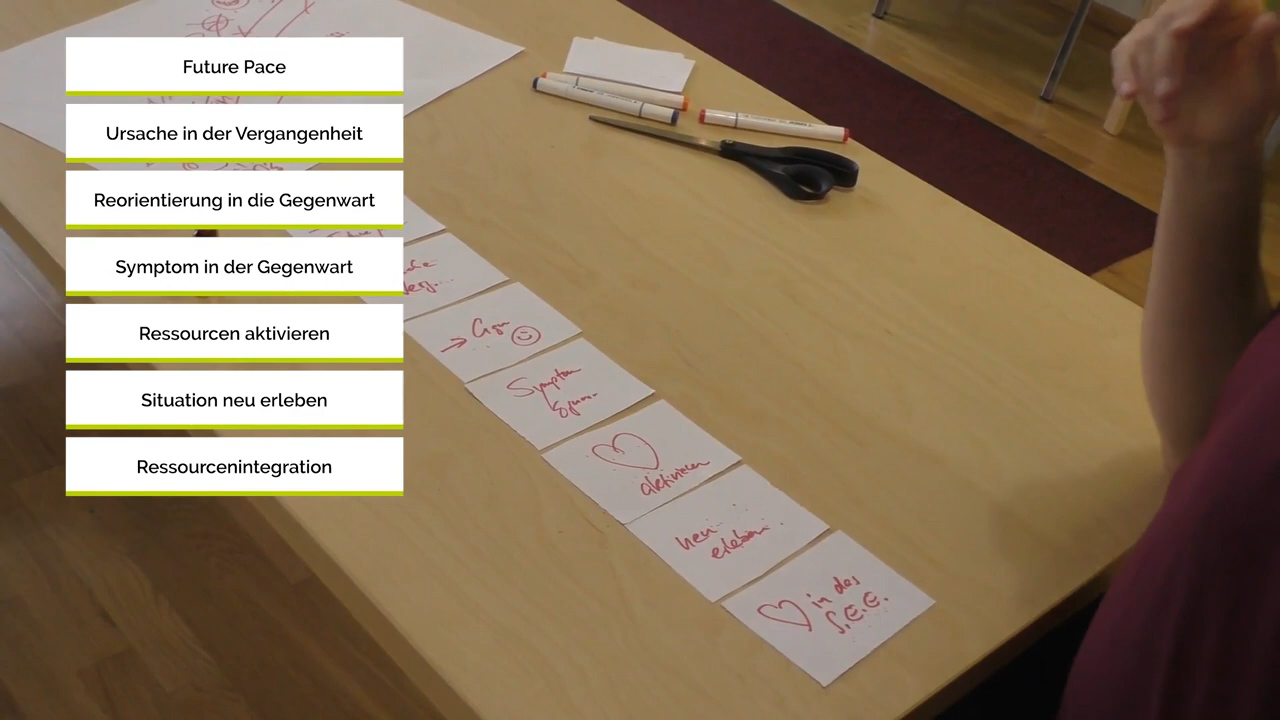 Future Pace
Ursache in der Vergangenheit
Reorientierung in die Gegenwart
Symptom in der Gegenwart
Ressourcen aktivieren
Situation neu erleben
Ressourcenintegration
Symptom
aktivieren
neu
erleben
in das
S.E.E.